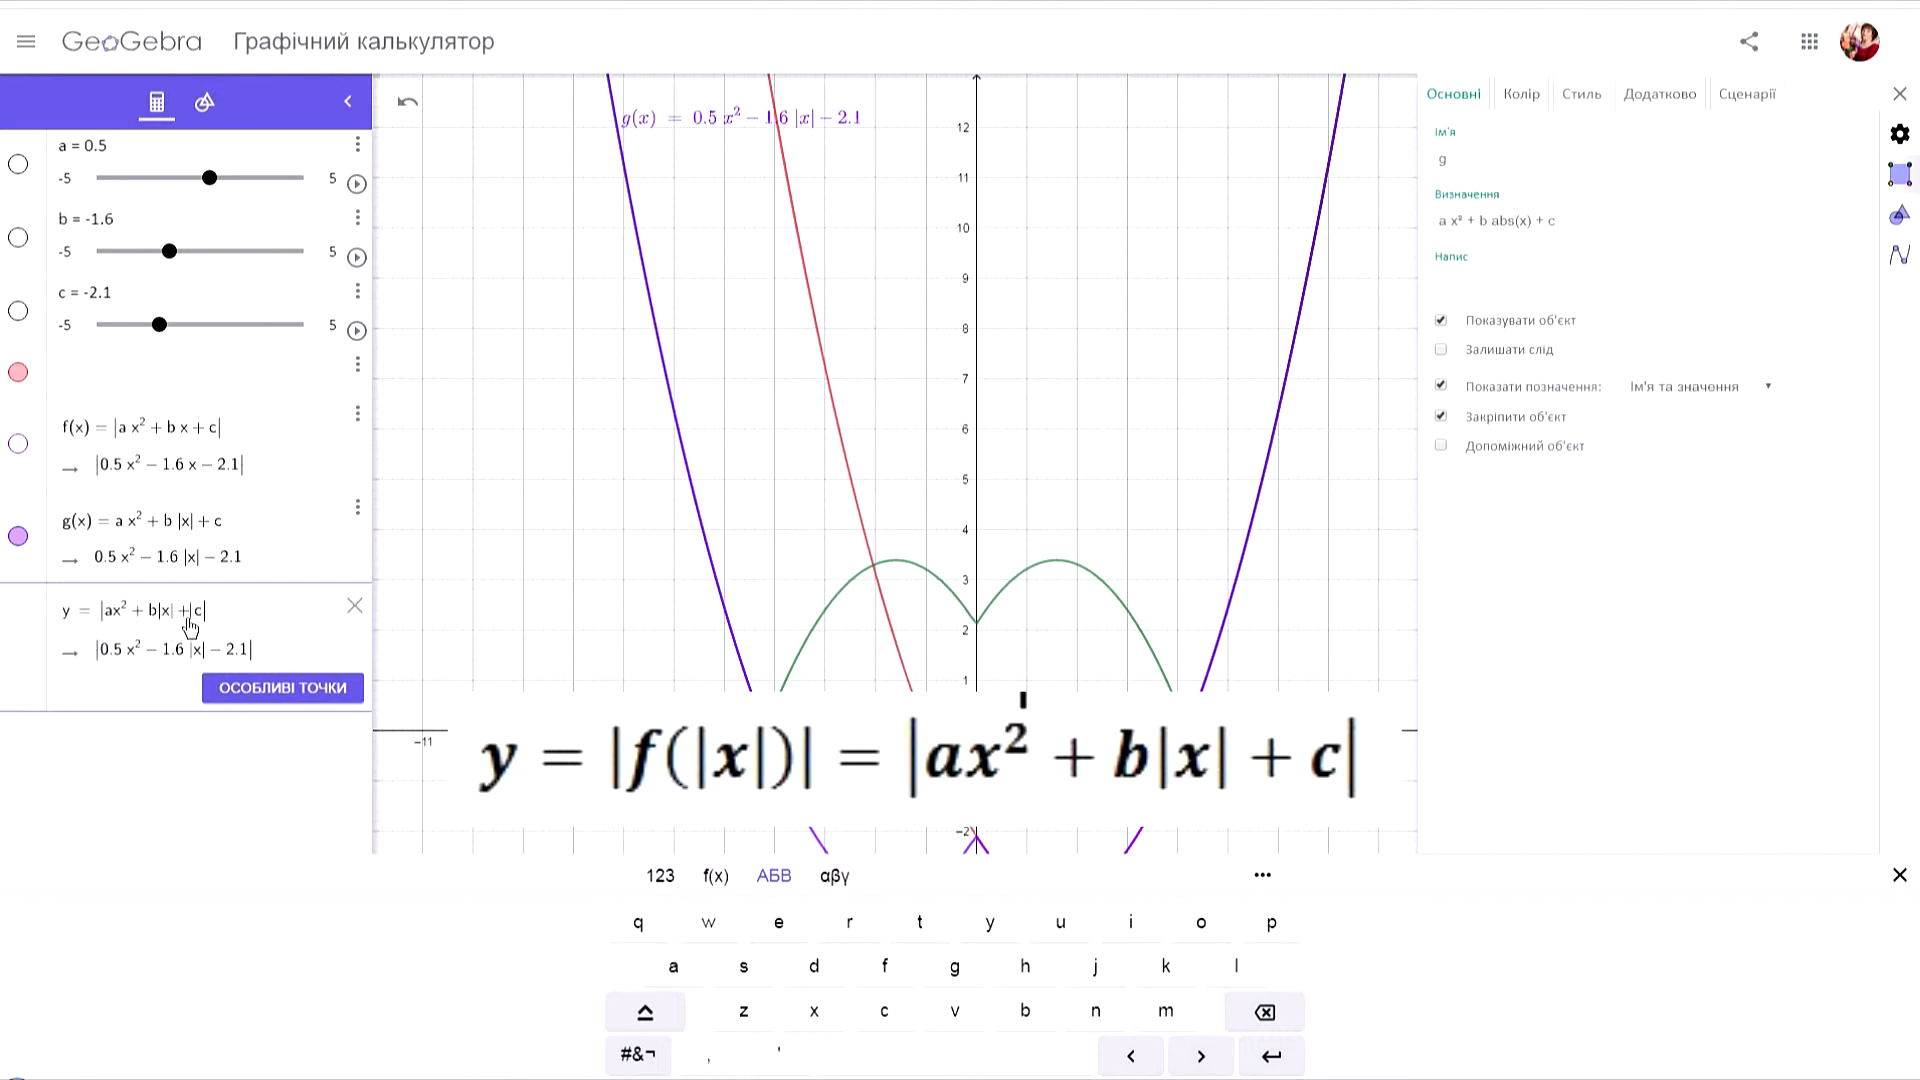 GeoGebra Графічний калькулятор
a = 0.5
-5 5
b = -1.6
-5 5
c = -2.1
-5 5
f(x) = |a x² + b x + c|
→ |0.5 x² − 1.6 x − 2.1|
g(x) = a x² + b |x| + c
→ 0.5 x² − 1.6 |x| − 2.1
y = |ax² + b|x| + c|
→ |0.5 x² − 1.6 |x| − 2.1|
ОСОБЛИВІ ТОЧКИ
g(x) = 0.5 x² − 1.6 |x| − 2.1
12
11
10
9
8
7
6
5
4
3
2
1
−11
−2
y = |f(|x|)| = |ax² + b|x| + c|
Основні Колір Стиль Додатково Сценарії
Ім'я
g
Визначення
a x² + b abs(x) + c
Напис
Показувати об'єкт
Залишати слід
Показати позначення: Ім'я та значення
Закріпити об'єкт
Допоміжний об'єкт
123 f(x) АБВ αβγ
q w e r t y u i o p
a s d f g h j k l
z x c v b n m
#&¬ , '